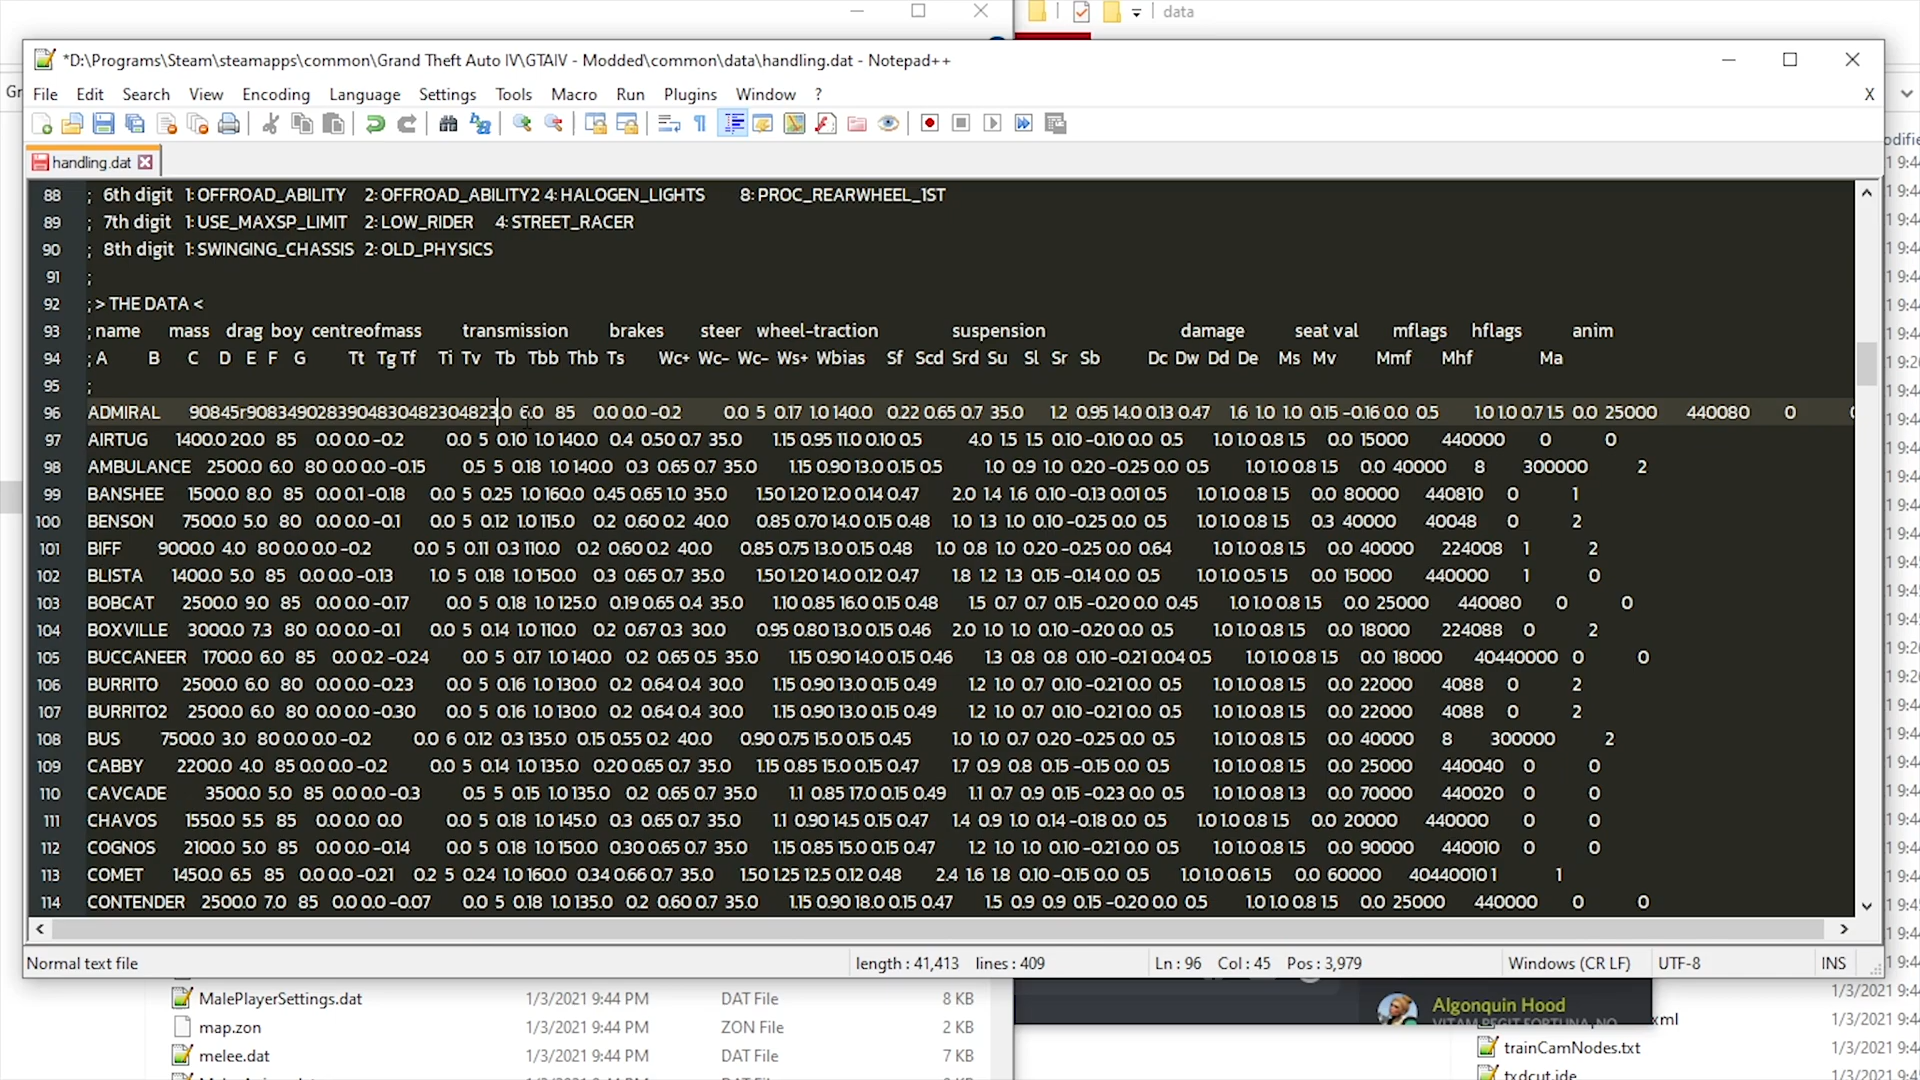 data
*D:\Programs\Steam\steamapps\common\Grand Theft Auto IV\GTAIV - Modded\common\data\handling.dat - Notepad++
File Edit Search View Encoding Language Settings Tools Macro Run Plugins Window ? X
handling.dat
88 ; 6th digit 1: OFFROAD_ABILITY 2: OFFROAD_ABILITY2 4: HALOGEN_LIGHTS 8: PROC_REARWHEEL_1ST
89 ; 7th digit 1: USE_MAXSP_LIMIT 2: LOW_RIDER 4: STREET_RACER
90 ; 8th digit 1: SWINGING_CHASSIS 2: OLD_PHYSICS
91 ;
92 ; > THE DATA <
93 ; name mass drag boy centreofmass transmission brakes steer wheel-traction suspension damage seat val mflags hflags anim
94 ; A B C D E F G Tt Tg Tf Ti Tv Tb Tbb Thb Ts Wc+ Wc- Wc- Ws+ Wbias Sf Scd Srd Su Sl Sr Sb Dc Dw Dd De Ms Mv Mmf Mhf Ma
95 ;
96 ADMIRAL 90845r9083490283904830482304823.0 6.0 85 0.0 0.0 -0.2 0.0 5 0.17 1.0 140.0 0.22 0.65 0.7 35.0 1.2 0.95 14.0 0.13 0.47 1.6 1.0 1.0 0.15 -0.16 0.0 0.5 1.0 1.0 0.7 1.5 0.0 25000 440080 0
97 AIRTUG 1400.0 20.0 85 0.0 0.0 -0.2 0.0 5 0.10 1.0 140.0 0.4 0.50 0.7 35.0 1.15 0.95 11.0 0.10 0.5 4.0 1.5 1.5 0.10 -0.10 0.0 0.5 1.0 1.0 0.8 1.5 0.0 15000 440000 0 0
98 AMBULANCE 2500.0 6.0 80 0.0 0.0 -0.15 0.5 5 0.18 1.0 140.0 0.3 0.65 0.7 35.0 1.15 0.90 13.0 0.15 0.5 1.0 0.9 1.0 0.20 -0.25 0.0 0.5 1.0 1.0 0.8 1.5 0.0 40000 8 300000 2
99 BANSHEE 1500.0 8.0 85 0.0 0.1 -0.18 0.0 5 0.25 1.0 160.0 0.45 0.65 1.0 35.0 1.50 1.20 12.0 0.14 0.47 2.0 1.4 1.6 0.10 -0.13 0.01 0.5 1.0 1.0 0.8 1.5 0.0 80000 440810 0 1
100 BENSON 7500.0 5.0 80 0.0 0.0 -0.1 0.0 5 0.12 1.0 115.0 0.2 0.60 0.2 40.0 0.85 0.70 14.0 0.15 0.48 1.0 1.3 1.0 0.10 -0.25 0.0 0.5 1.0 1.0 0.8 1.5 0.3 40000 40048 0 2
101 BIFF 9000.0 4.0 80 0.0 0.0 -0.2 0.0 5 0.11 0.3 110.0 0.2 0.60 0.2 40.0 0.85 0.75 13.0 0.15 0.48 1.0 0.8 1.0 0.20 -0.25 0.0 0.64 1.0 1.0 0.8 1.5 0.0 40000 224008 1 2
102 BLISTA 1400.0 5.0 85 0.0 0.0 -0.13 1.0 5 0.18 1.0 150.0 0.3 0.65 0.7 35.0 1.50 1.20 14.0 0.12 0.47 1.8 1.2 1.3 0.15 -0.14 0.0 0.5 1.0 1.0 0.5 1.5 0.0 15000 440000 1 0
103 BOBCAT 2500.0 9.0 85 0.0 0.0 -0.17 0.0 5 0.18 1.0 125.0 0.19 0.65 0.4 35.0 1.10 0.85 16.0 0.15 0.48 1.5 0.7 0.7 0.15 -0.20 0.0 0.45 1.0 1.0 0.8 1.5 0.0 25000 440080 0 0
104 BOXVILLE 3000.0 7.3 80 0.0 0.0 -0.1 0.0 5 0.14 1.0 110.0 0.2 0.67 0.3 30.0 0.95 0.80 13.0 0.15 0.46 2.0 1.0 1.0 0.10 -0.20 0.0 0.5 1.0 1.0 0.8 1.5 0.0 18000 224088 0 2
105 BUCCANEER 1700.0 6.0 85 0.0 0.2 -0.24 0.0 5 0.17 1.0 140.0 0.2 0.65 0.5 35.0 1.15 0.90 14.0 0.15 0.46 1.3 0.8 0.8 0.10 -0.21 0.04 0.5 1.0 1.0 0.8 1.5 0.0 18000 40440000 0 0
106 BURRITO 2500.0 6.0 80 0.0 0.0 -0.23 0.0 5 0.16 1.0 130.0 0.2 0.64 0.4 30.0 1.15 0.90 13.0 0.15 0.49 1.2 1.0 0.7 0.10 -0.21 0.0 0.5 1.0 1.0 0.8 1.5 0.0 22000 4088 0 2
107 BURRITO2 2500.0 6.0 80 0.0 0.0 -0.30 0.0 5 0.16 1.0 130.0 0.2 0.64 0.4 30.0 1.15 0.90 13.0 0.15 0.49 1.2 1.0 0.7 0.10 -0.21 0.0 0.5 1.0 1.0 0.8 1.5 0.0 22000 4088 0 2
108 BUS 7500.0 3.0 80 0.0 0.0 -0.2 0.0 6 0.12 0.3 135.0 0.15 0.55 0.2 40.0 0.90 0.75 15.0 0.15 0.45 1.0 1.0 0.7 0.20 -0.25 0.0 0.5 1.0 1.0 0.8 1.5 0.0 40000 8 300000 2
109 CABBY 2200.0 4.0 85 0.0 0.0 -0.2 0.0 5 0.14 1.0 135.0 0.20 0.65 0.7 35.0 1.15 0.85 15.0 0.15 0.47 1.7 0.9 0.8 0.15 -0.15 0.0 0.5 1.0 1.0 0.8 1.5 0.0 25000 440040 0 0
110 CAVCADE 3500.0 5.0 85 0.0 0.0 -0.3 0.5 5 0.15 1.0 135.0 0.2 0.65 0.7 35.0 1.1 0.85 17.0 0.15 0.49 1.1 0.7 0.9 0.15 -0.23 0.0 0.5 1.0 1.0 0.8 1.3 0.0 70000 440020 0 0
111 CHAVOS 1550.0 5.5 85 0.0 0.0 0.0 0.0 5 0.18 1.0 145.0 0.3 0.65 0.7 35.0 1.1 0.90 14.5 0.15 0.47 1.4 0.9 1.0 0.14 -0.18 0.0 0.5 1.0 1.0 0.8 1.5 0.0 20000 440000 0 0
112 COGNOS 2100.0 5.0 85 0.0 0.0 -0.14 0.0 5 0.18 1.0 150.0 0.30 0.65 0.7 35.0 1.15 0.85 15.0 0.15 0.47 1.2 1.0 1.0 0.10 -0.21 0.0 0.5 1.0 1.0 0.8 1.5 0.0 90000 440010 0 0
113 COMET 1450.0 6.5 85 0.0 0.0 -0.21 0.2 5 0.24 1.0 160.0 0.34 0.66 0.7 35.0 1.50 1.25 12.5 0.12 0.48 2.4 1.6 1.8 0.10 -0.15 0.0 0.5 1.0 1.0 0.6 1.5 0.0 60000 40440010 1 1
114 CONTENDER 2500.0 7.0 85 0.0 0.0 -0.07 0.0 5 0.18 1.0 135.0 0.2 0.60 0.7 35.0 1.15 0.90 18.0 0.15 0.47 1.5 0.9 0.9 0.15 -0.20 0.0 0.5 1.0 1.0 0.8 1.5 0.0 25000 440000 0 0
Normal text file length : 41,413 lines : 409 Ln : 96 Col : 45 Pos : 3,979 Windows (CR LF) UTF-8 INS
MalePlayerSettings.dat 1/3/2021 9:44 PM DAT File 8 KB
map.zon 1/3/2021 9:44 PM ZON File 2 KB
melee.dat 1/3/2021 9:44 PM DAT File 7 KB
Algonquin Hood
xml
trainCamNodes.txt